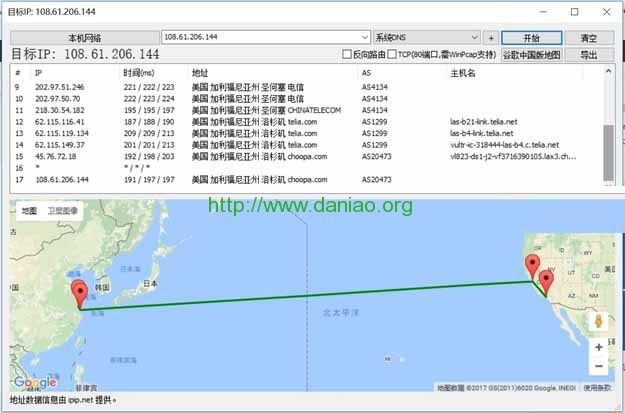 目标IP: 108.61.206.144
本机网络 108.61.206.144 系统DNS + 开始 清空
目标IP: 108.61.206.144 反向路由 TCP(80端口,需WinPcap支持) 谷歌中国版地图 导出
# IP 时间(ms) 地址 AS 主机名
9 202.97.51.246 221 / 222 / 223 美国 加利福尼亚州 圣何塞 电信 AS4134
10 202.97.50.70 222 / 223 / 224 美国 加利福尼亚州 圣何塞 电信 AS4134
11 218.30.54.182 195 / 195 / 197 美国 加利福尼亚州 圣何塞 CHINATELECOM AS4134
12 62.115.116.41 187 / 188 / 190 美国 加利福尼亚州 洛杉矶 telia.com AS1299 las-b21-link.telia.net
13 62.115.119.134 209 / 209 / 213 美国 加利福尼亚州 洛杉矶 telia.com AS1299 las-b4-link.telia.net
14 62.115.149.37 201 / 201 / 202 美国 加利福尼亚州 洛杉矶 telia.com AS1299 vultr-ic-318444-las-b4.c.telia.net
15 45.76.72.18 192 / 198 / 203 美国 加利福尼亚州 洛杉矶 choopa.com AS20473 vl823-ds1-j2-vf3716390105.lax3.ch...
16 * * / * / *
17 108.61.206.144 191 / 197 / 197 美国 加利福尼亚州 洛杉矶 choopa.com AS20473
http://www.daniao.org
地图 卫星图像
日本海
韩国 日本
东海
北太平洋
菲律宾海
菲律宾
OR ID
NV
AZ NM
Google
地图数据 ©2017 GS(2011)6020 Google, INEGI 使用条款
地址数据信息由 ipip.net 提供。